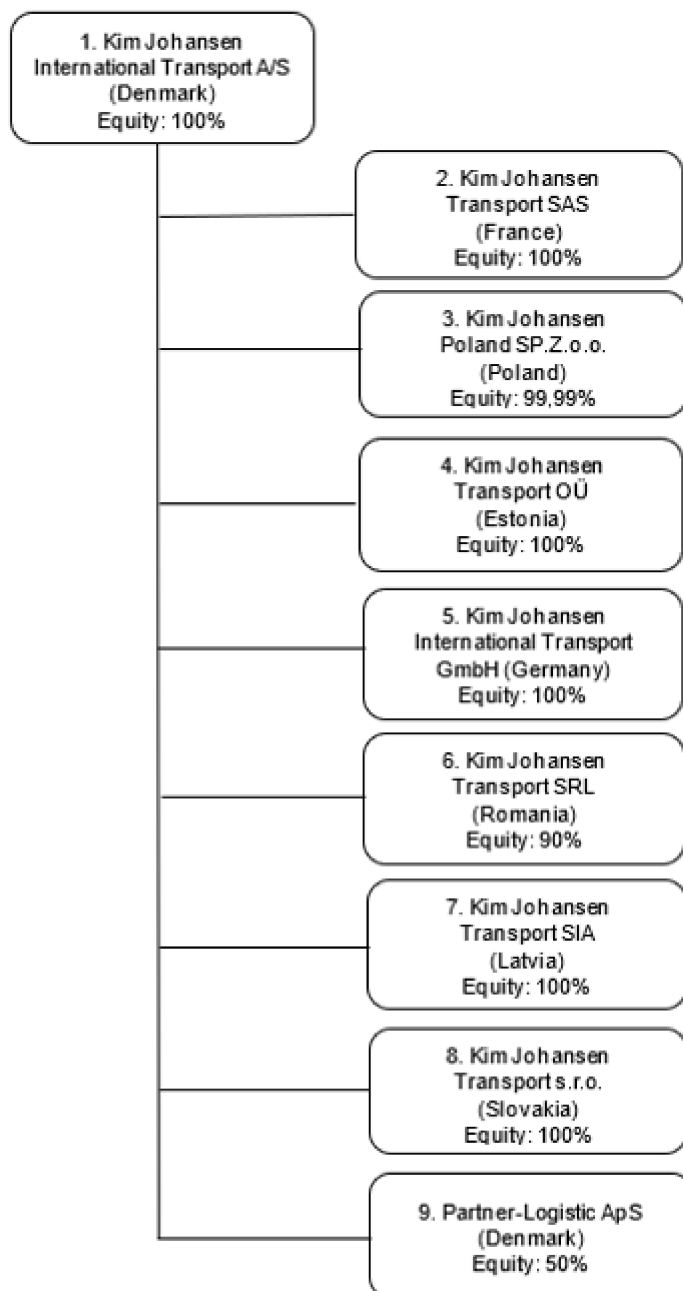 1. Kim Johansen
International Transport A/S
(Denmark)
Equity: 100%
2. Kim Johansen
Transport SAS
(France)
Equity: 100%
3. Kim Johansen
Poland SP.Z.o.o.
(Poland)
Equity: 99,99%
4. Kim Johansen
Transport OÜ
(Estonia)
Equity: 100%
5. Kim Johansen
International Transport
GmbH (Germany)
Equity: 100%
6. Kim Johansen
Transport SRL
(Romania)
Equity: 90%
7. Kim Johansen
Transport SIA
(Latvia)
Equity: 100%
8. Kim Johansen
Transport s.r.o.
(Slovakia)
Equity: 100%
9. Partner-Logistic ApS
(Denmark)
Equity: 50%